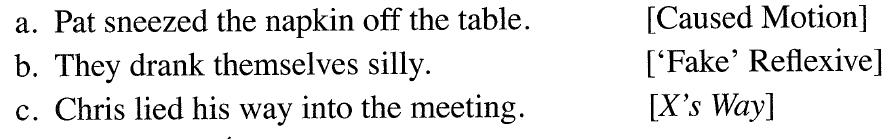 a. Pat sneezed the napkin off the table. [Caused Motion]
b. They drank themselves silly. [‘Fake’ Reflexive]
c. Chris lied his way into the meeting. [X’s Way]